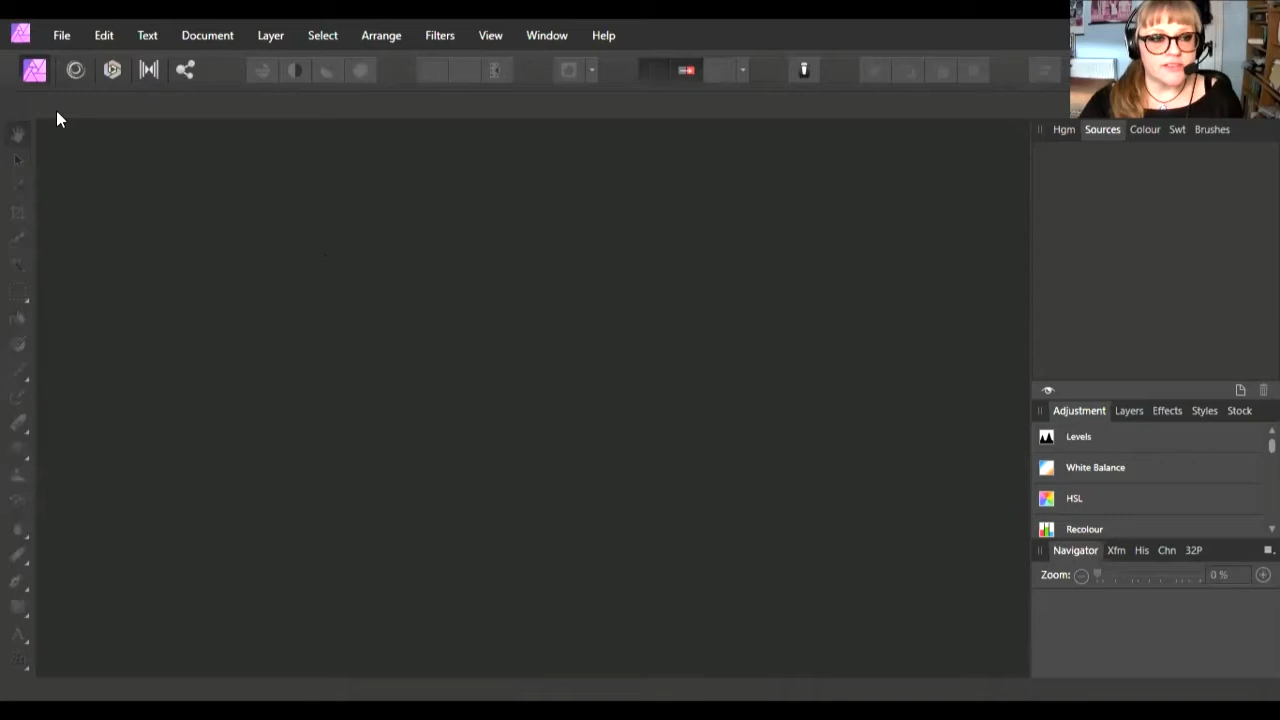 File Edit Text Document Layer Select Arrange Filters View Window Help
Hgm Sources Colour Swt Brushes
Adjustment Layers Effects Styles Stock
Levels
White Balance
HSL
Recolour
Navigator Xfm His Chn 32P
Zoom: 0 %